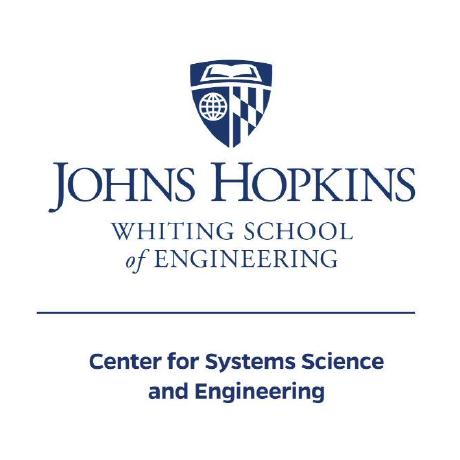 JOHNS HOPKINS
WHITING SCHOOL
of ENGINEERING
Center for Systems Science
and Engineering